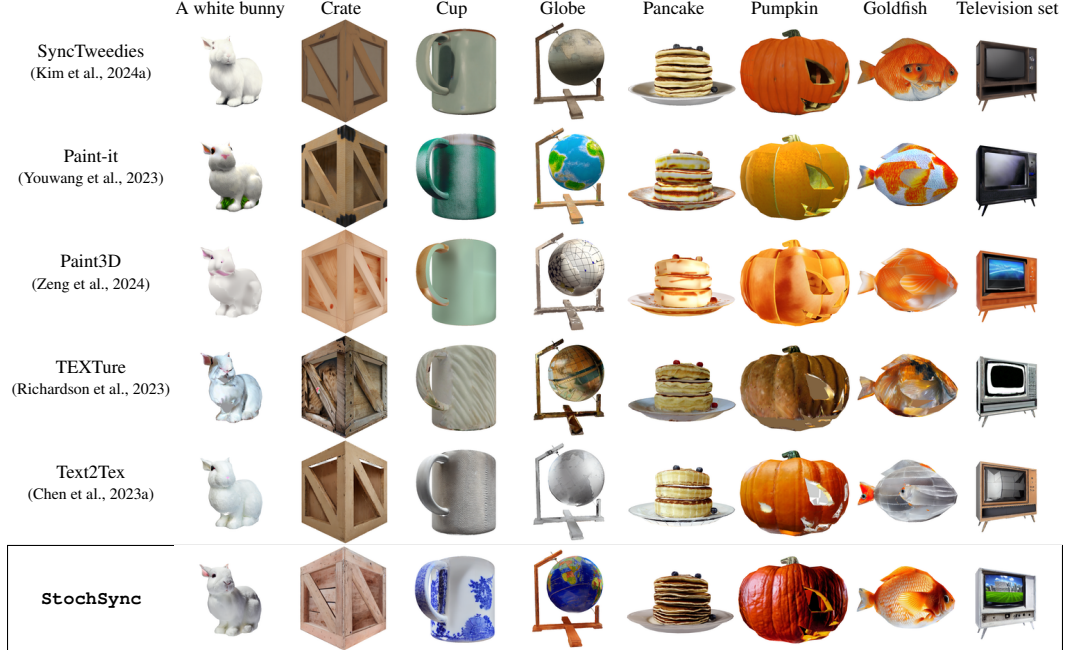 A white bunny Crate Cup Globe Pancake Pumpkin Goldfish Television set
SyncTweedies
(Kim et al., 2024a)
Paint-it
(Youwang et al., 2023)
Paint3D
(Zeng et al., 2024)
TEXTure
(Richardson et al., 2023)
Text2Tex
(Chen et al., 2023a)
StochSync